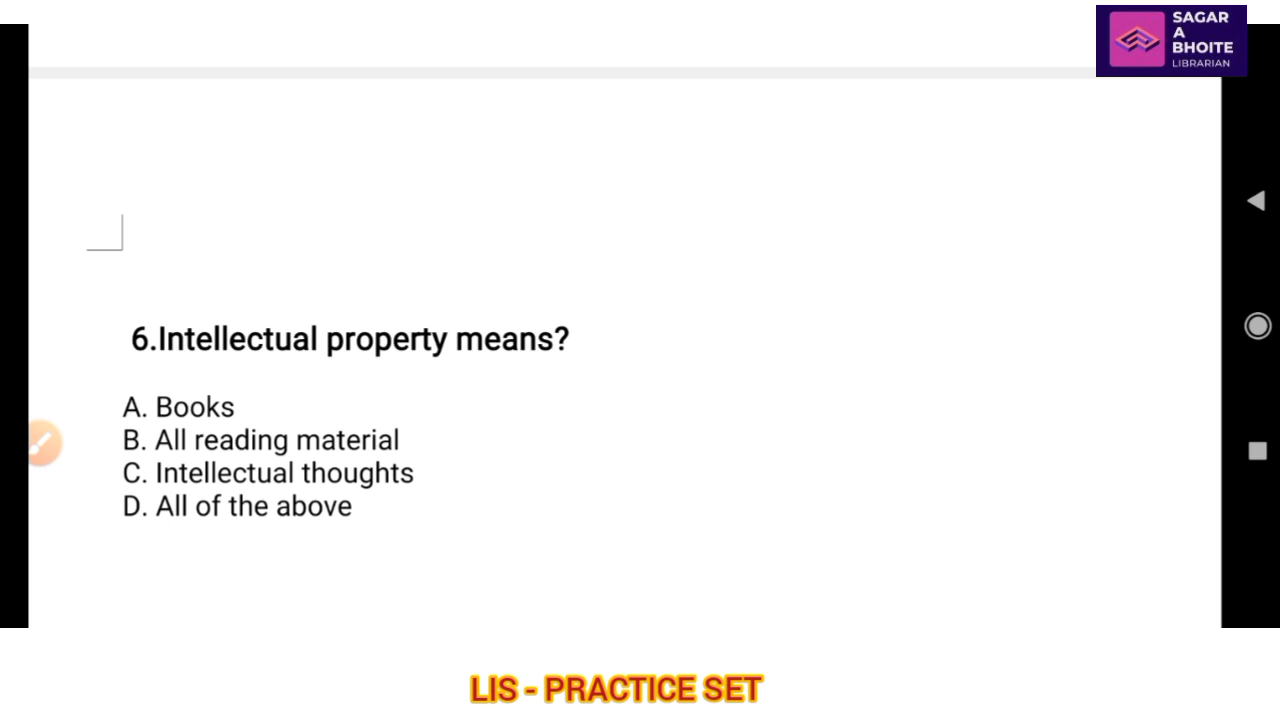 SAGAR
A
BHOITE
LIBRARIAN
6.Intellectual property means?
A. Books
B. All reading material
C. Intellectual thoughts
D. All of the above
LIS - PRACTICE SET